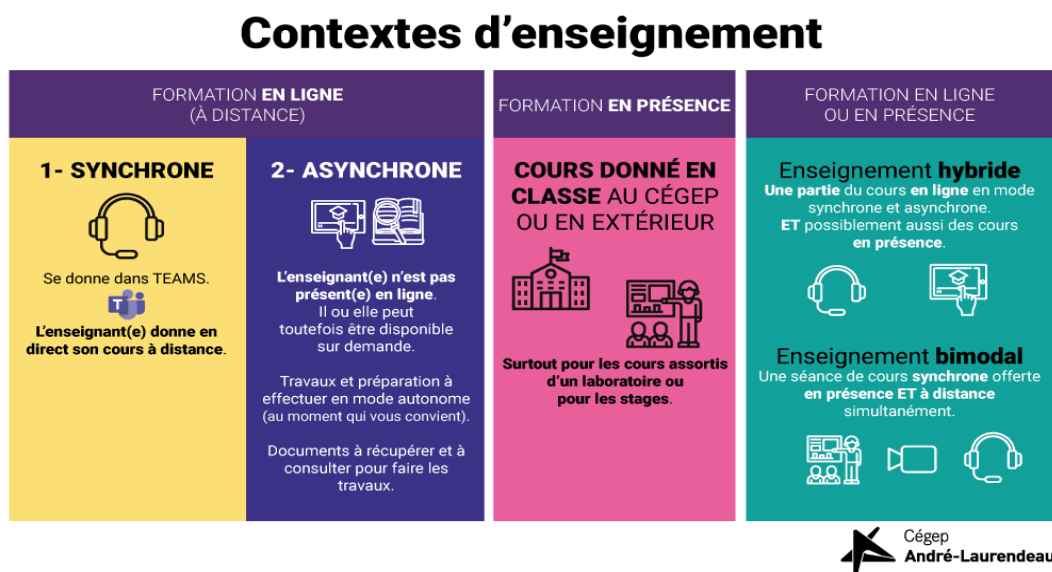 Contextes d’enseignement
FORMATION EN LIGNE
(À DISTANCE)
1- SYNCHRONE
Se donne dans TEAMS.
T
L’enseignant(e) donne en
direct son cours à distance.
2- ASYNCHRONE
L’enseignant(e) n’est pas
présent(e) en ligne.
Il ou elle peut
toutefois être disponible
sur demande.
Travaux et préparation à
effectuer en mode autonome
(au moment qui vous convient).
Documents à récupérer et à
consulter pour faire les
travaux.
FORMATION EN PRÉSENCE
COURS DONNÉ EN
CLASSE AU CÉGEP
OU EN EXTÉRIEUR
Surtout pour les cours assortis
d’un laboratoire ou
pour les stages.
FORMATION EN LIGNE
OU EN PRÉSENCE
Enseignement hybride
Une partie du cours en ligne en mode
synchrone et asynchrone.
ET possiblement aussi des cours
en présence.
Enseignement bimodal
Une séance de cours synchrone offerte
en présence ET à distance
simultanément.
Cégep
André-Laurendeau